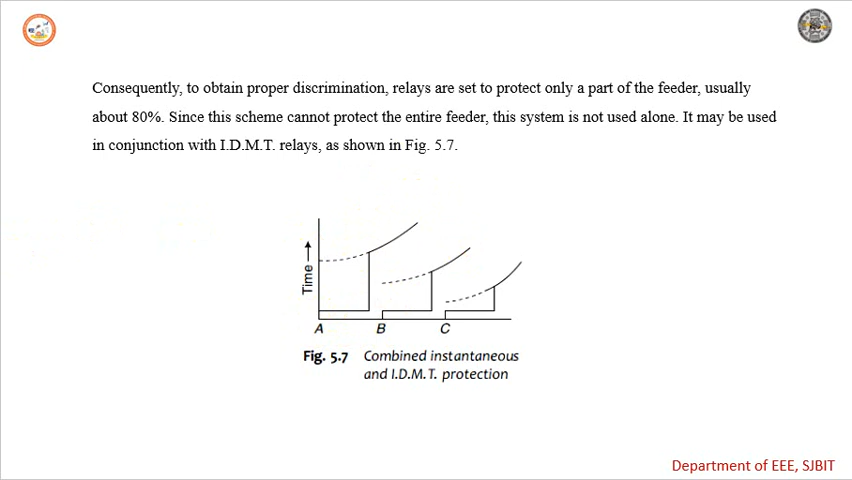 Consequently, to obtain proper discrimination, relays are set to protect only a part of the feeder, usually
about 80%. Since this scheme cannot protect the entire feeder, this system is not used alone. It may be used
in conjunction with I.D.M.T. relays, as shown in Fig. 5.7.
Time
A B C
Fig. 5.7 Combined instantaneous
and I.D.M.T. protection
Department of EEE, SJBIT